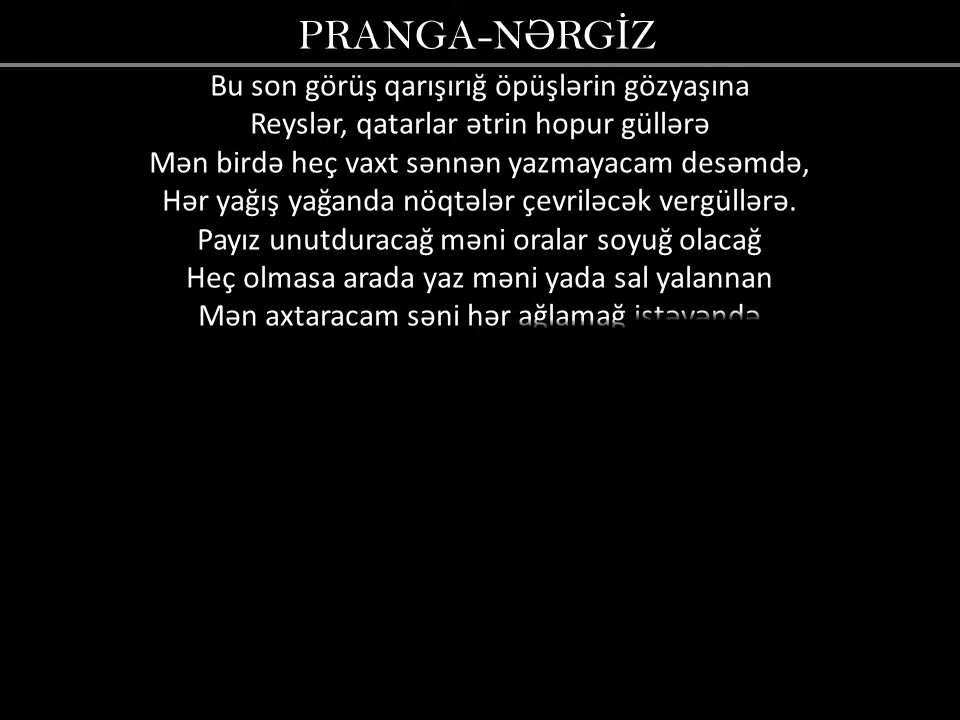 PRANGA-NƏRGİZ
Bu son görüş qarışırığ öpüşlərin gözyaşına
Reyslər, qatarlar ətrin hopur güllərə
Mən birdə heç vaxt sənnən yazmayacam desəmdə,
Hər yağış yağanda nöqtələr çevriləcək vergüllərə.
Payız unutduracağ məni oralar soyuğ olacağ
Heç olmasa arada yaz məni yada sal yalannan
Mən axtaracam səni hər ağlamağ istəyəndə